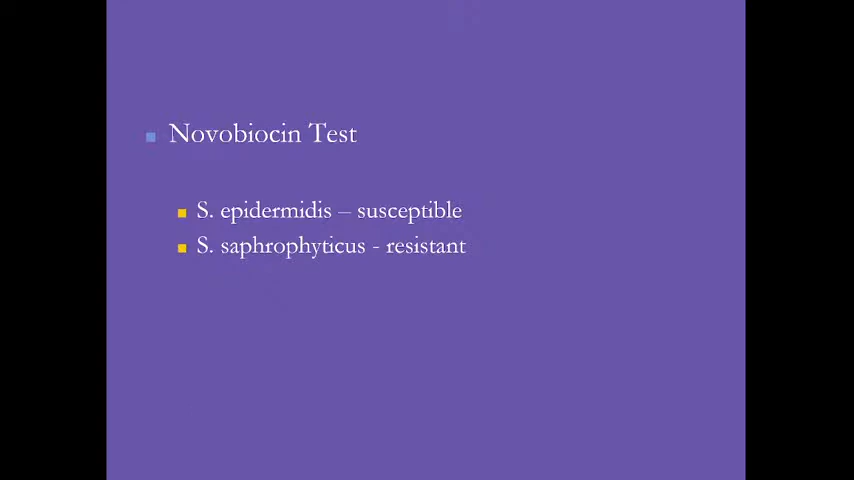 Novobiocin Test
S. epidermidis – susceptible
S. saphrophyticus - resistant